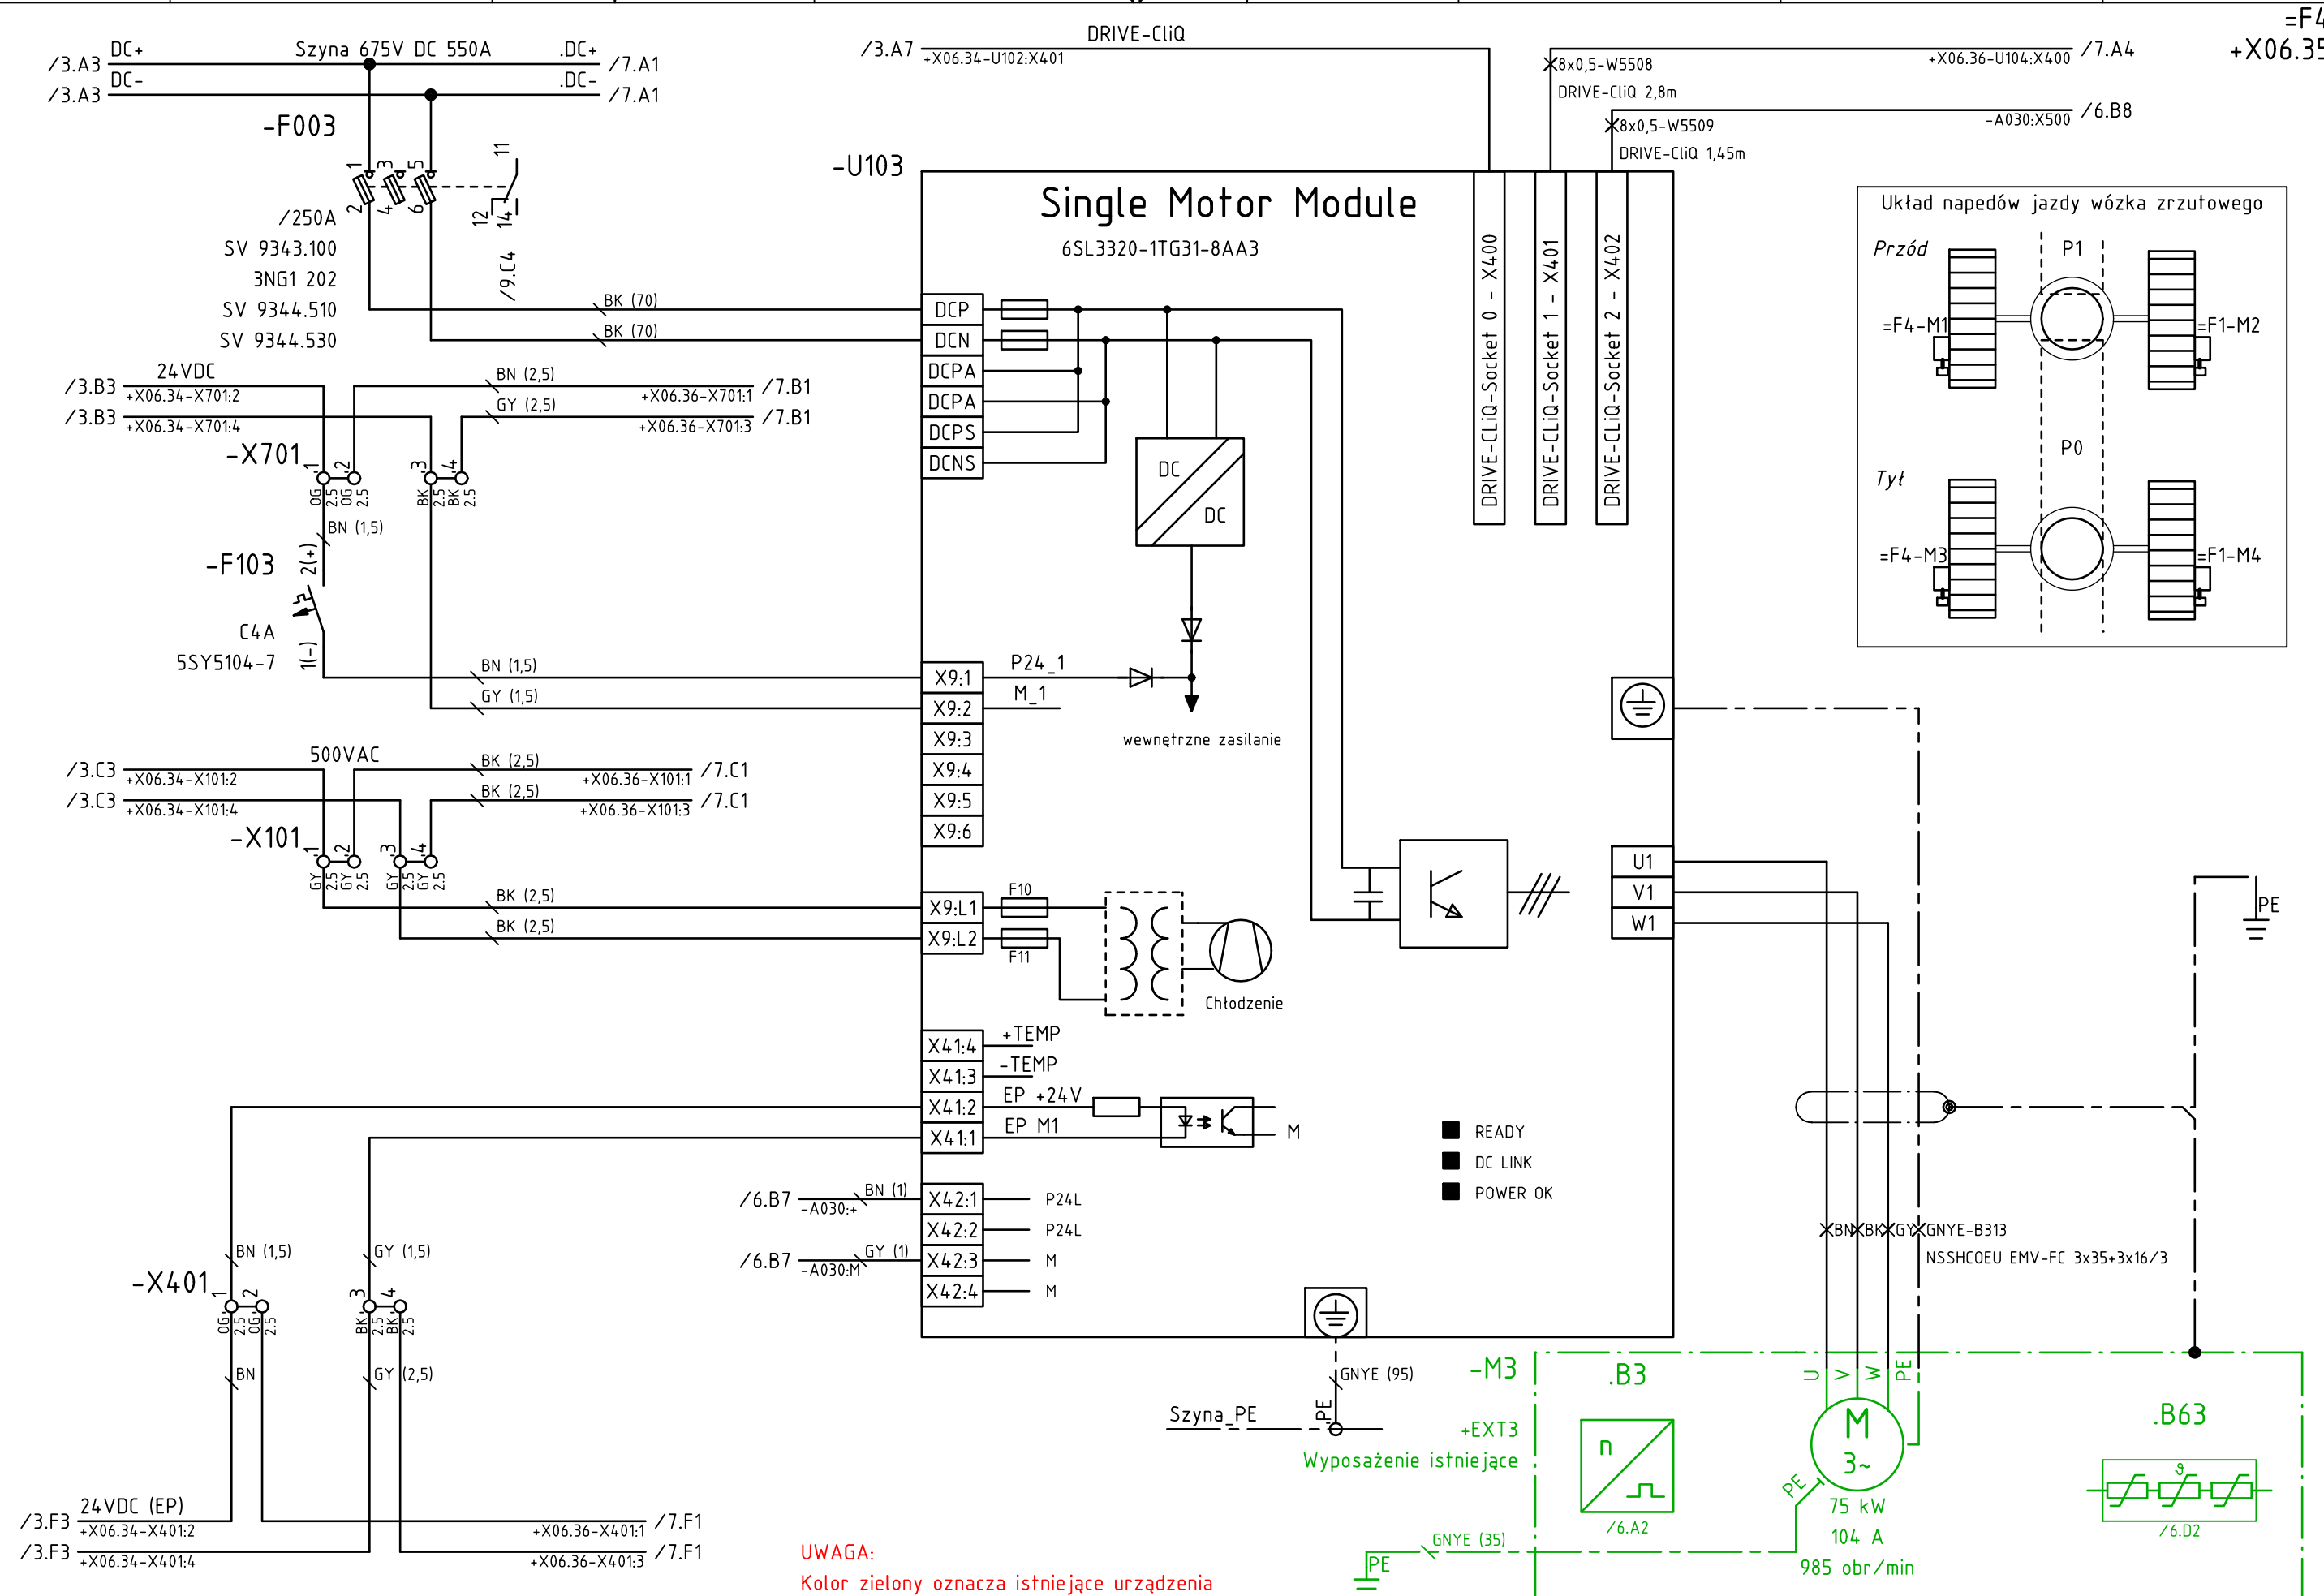 =F4
+X06.35
/3.A3 DC+ Szyna 675V DC 550A .DC+ /7.A1
/3.A3 DC- .DC- /7.A1
/3.A7 DRIVE-CliQ
+X06.34-U102:X401
8x0,5-W5508
DRIVE-CliQ 2,8m
+X06.36-U104:X400 /7.A4
8x0,5-W5509
DRIVE-CliQ 1,45m
-A030:X500 /6.B8
-F003
1 3 5 11
2 4 6 12 14
/9.C4
/250A
SV 9343.100
3NG1 202
SV 9344.510
SV 9344.530
BK (70)
BK (70)
-U103
Single Motor Module
6SL3320-1TG31-8AA3
DRIVE-CLiQ-Socket 0 - X400
DRIVE-CLiQ-Socket 1 - X401
DRIVE-CLiQ-Socket 2 - X402
DCP
DCN
DCPA
DCPA
DCPS
DCNS
DC
DC
Układ napedów jazdy wózka zrzutowego
Przód P1
=F4-M1 =F1-M2
P0
Tył
=F4-M3 =F1-M4
/3.B3 24VDC
+X06.34-X701:2
BN (2,5)
+X06.36-X701:1 /7.B1
/3.B3 +X06.34-X701:4
GY (2,5)
+X06.36-X701:3 /7.B1
-X701
1 2 3 4
OG 2.5 OG 2.5 BK 2.5 BK 2.5
BN (1,5)
-F103
2(+)
C4A
5SY5104-7
1(-)
BN (1,5)
GY (1,5)
X9:1 P24_1
X9:2 M_1
X9:3
X9:4
X9:5
X9:6
wewnętrzne zasilanie
500VAC
/3.C3 +X06.34-X101:2
BK (2,5)
+X06.36-X101:1 /7.C1
/3.C3 +X06.34-X101:4
BK (2,5)
+X06.36-X101:3 /7.C1
-X101
1 2 3 4
GY 2.5 GY 2.5 GY 2.5 GY 2.5
BK (2,5)
BK (2,5)
X9:L1 F10
X9:L2 F11
Chłodzenie
U1
V1
W1
PE
X41:4 +TEMP
X41:3 -TEMP
X41:2 EP +24V
X41:1 EP M1
M
READY
DC LINK
POWER OK
/6.B7 BN (1)
-A030:+
X42:1 P24L
X42:2 P24L
/6.B7 GY (1)
-A030:M
X42:3 M
X42:4 M
BN BK GY GNYE-B313
NSSHCOEU EMV-FC 3x35+3x16/3
BN (1,5) GY (1,5)
-X401
1 2 3 4
OG 2.5 OG 2.5 BK 2.5 BK 2.5
BN GY (2,5)
GNYE (95)
Szyna_PE PE
-M3
+EXT3
Wyposażenie istniejące
.B3
n
/6.A2
U V W PE
M
3~
PE
75 kW
104 A
985 obr/min
.B63
ϑ
/6.D2
GNYE (35)
PE
/3.F3 24VDC (EP)
+X06.34-X401:2
+X06.36-X401:1 /7.F1
/3.F3 +X06.34-X401:4
+X06.36-X401:3 /7.F1
UWAGA:
Kolor zielony oznacza istniejące urządzenia